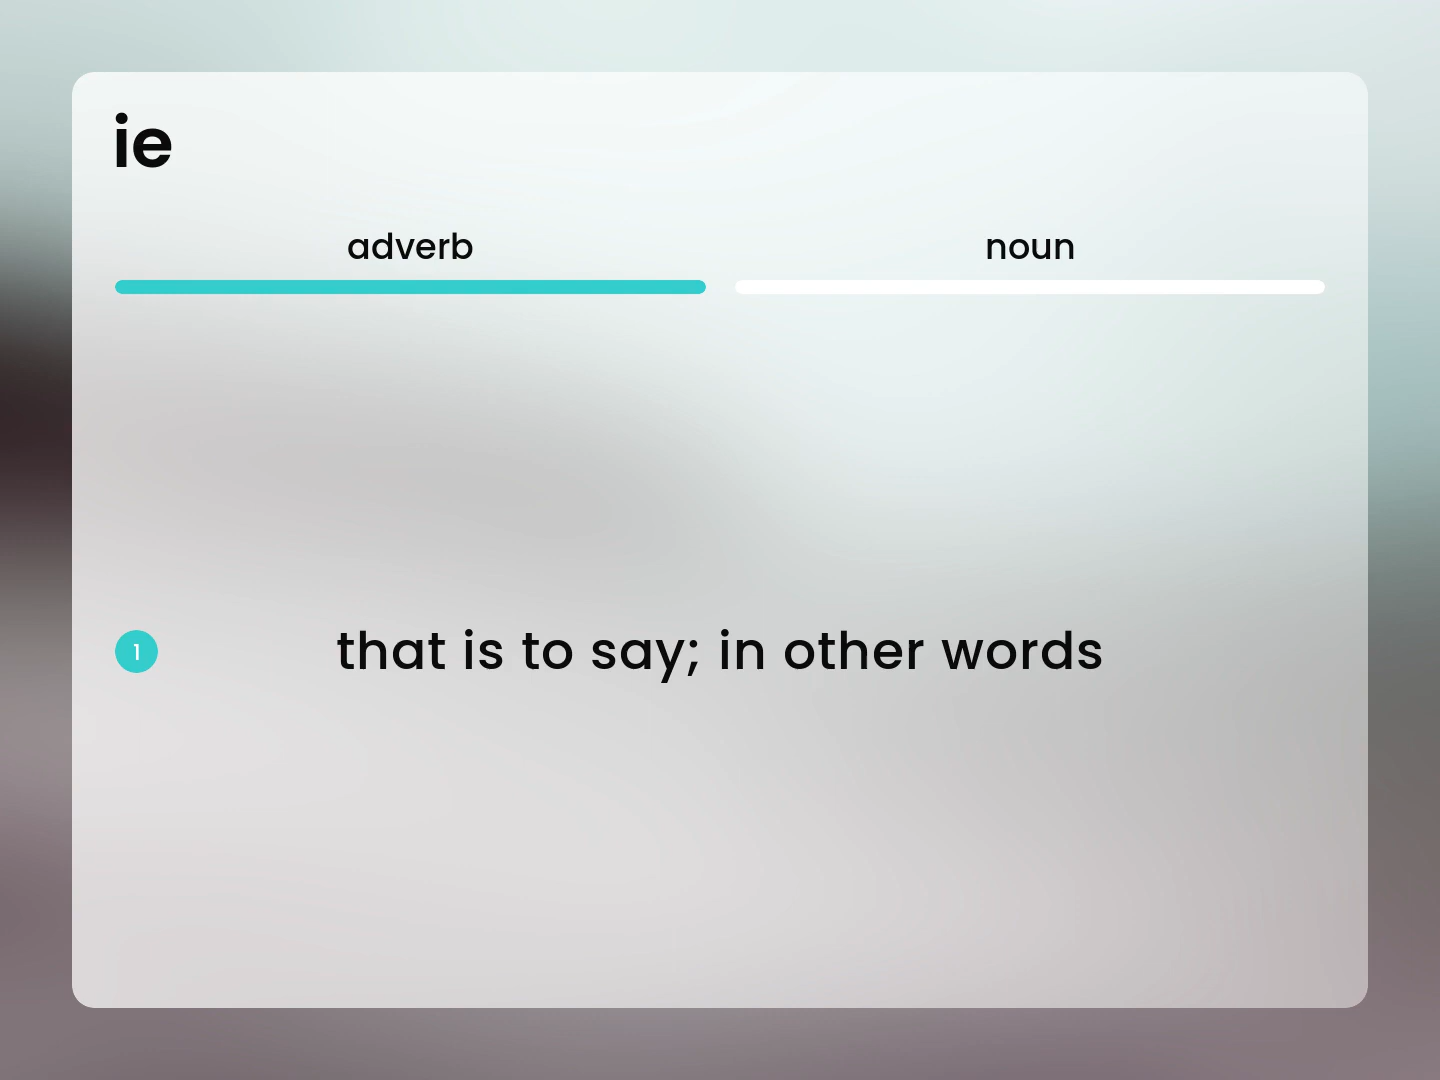 ie
adverb
noun
1
that is to say; in other words